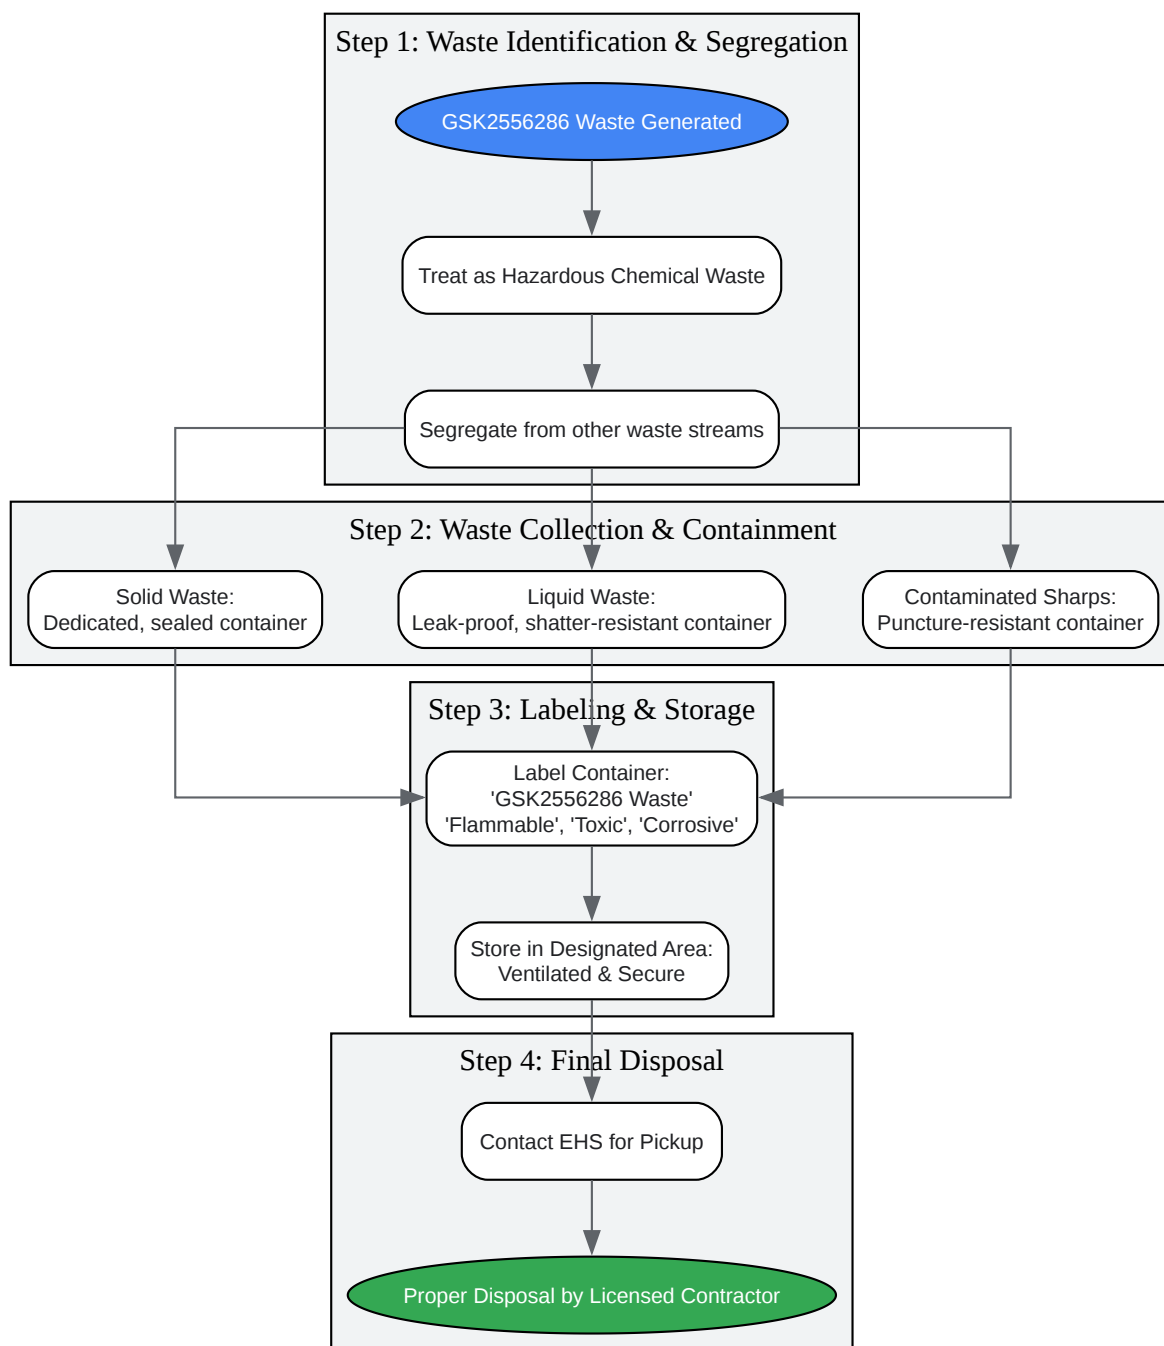 Step 1: Waste Identification & Segregation
GSK2556286 Waste Generated
Treat as Hazardous Chemical Waste
Segregate from other waste streams
Step 2: Waste Collection & Containment
Solid Waste:
Dedicated, sealed container
Liquid Waste:
Leak-proof, shatter-resistant container
Contaminated Sharps:
Puncture-resistant container
Step 3: Labeling & Storage
Label Container:
'GSK2556286 Waste'
'Flammable', 'Toxic', 'Corrosive'
Store in Designated Area:
Ventilated & Secure
Step 4: Final Disposal
Contact EHS for Pickup
Proper Disposal by Licensed Contractor